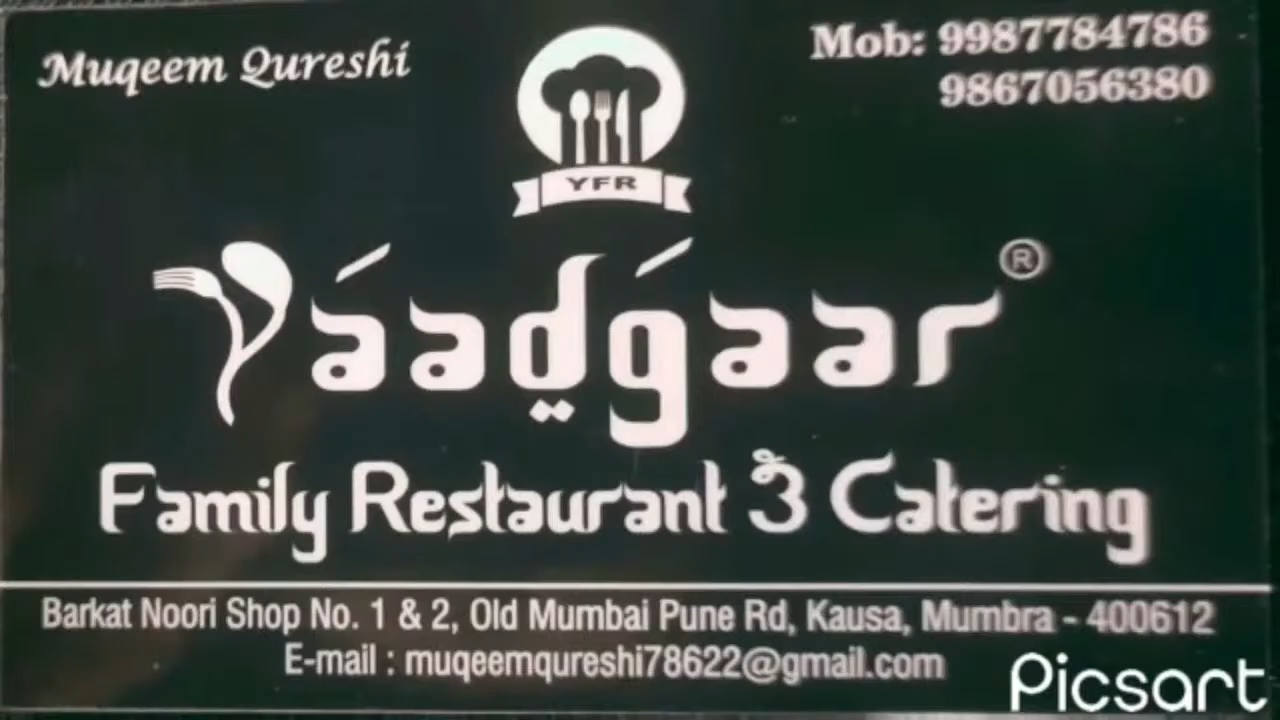 Muqeem Qureshi
Mob: 9987784786
9867056380
YFR
Yaadgaar ®
Family Restaurant & Catering
Barkat Noori Shop No. 1 & 2, Old Mumbai Pune Rd, Kausa, Mumbra - 400612
E-mail : muqeemqureshi78622@gmail.com
Picsart